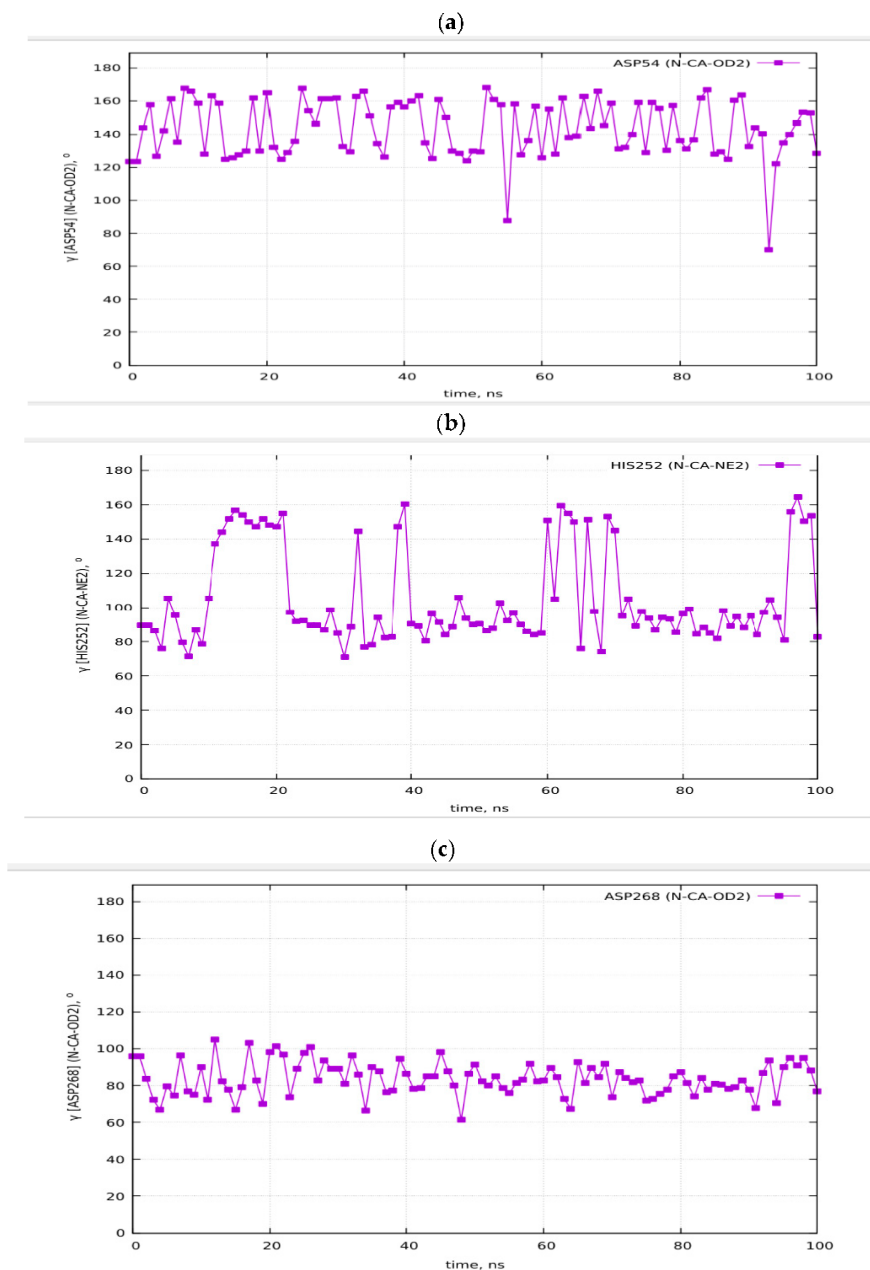 (a)
ASP54 (N-CA-OD2)
γ [ASP54] (N-CA-OD2), ⁰
180
160
140
120
100
80
60
40
20
0
0 20 40 60 80 100
time, ns
(b)
HIS252 (N-CA-NE2)
γ [HIS252] (N-CA-NE2), ⁰
180
160
140
120
100
80
60
40
20
0
0 20 40 60 80 100
time, ns
(c)
ASP268 (N-CA-OD2)
γ [ASP268] (N-CA-OD2), ⁰
180
160
140
120
100
80
60
40
20
0
0 20 40 60 80 100
time, ns